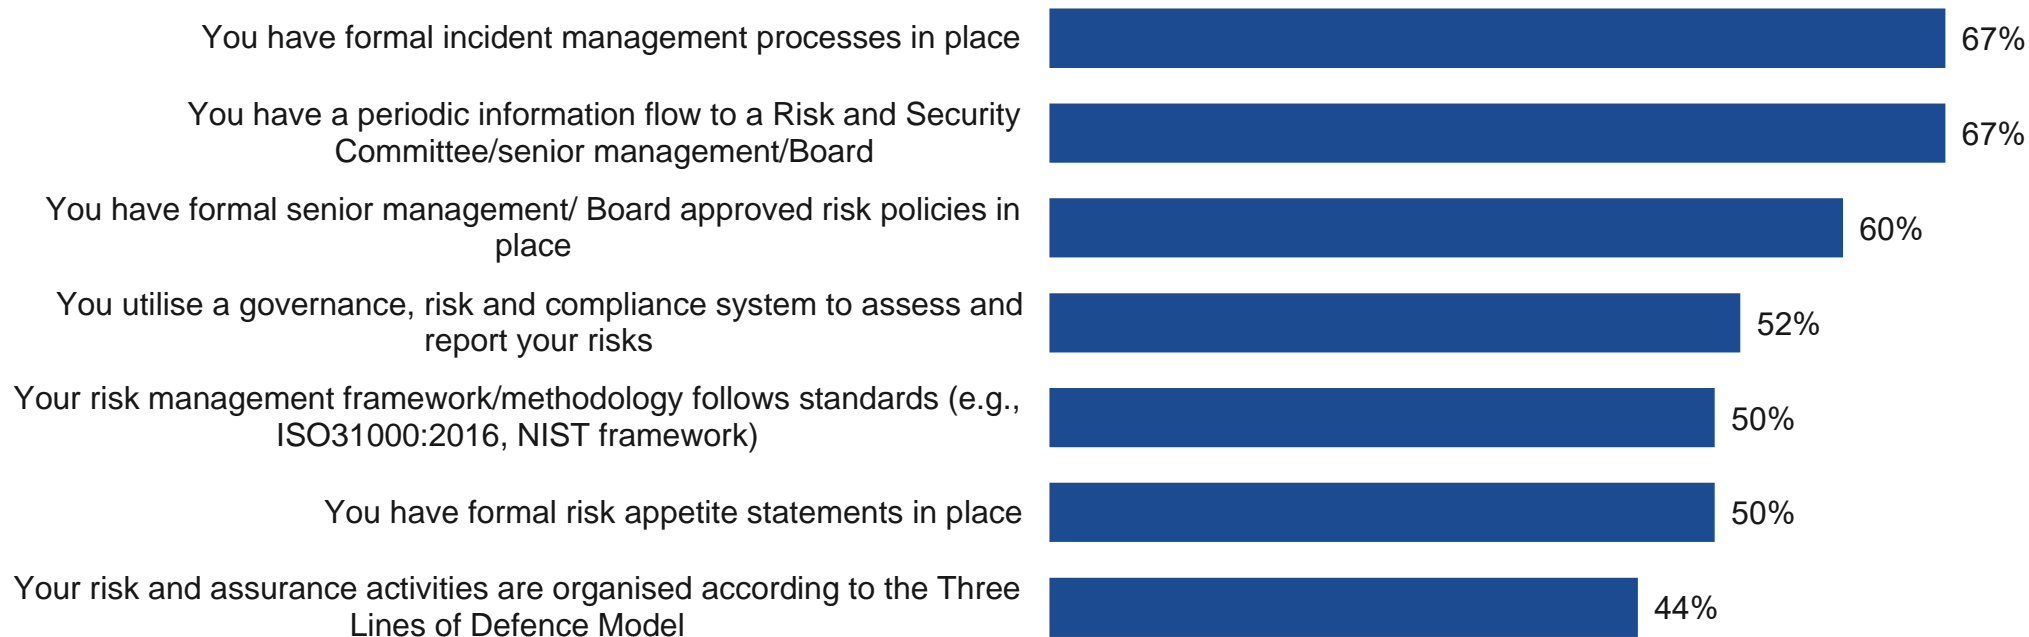 You have formal incident management processes in place
67%
You have a periodic information flow to a Risk and Security
Committee/senior management/Board
67%
You have formal senior management/ Board approved risk policies in
place
60%
You utilise a governance, risk and compliance system to assess and
report your risks
52%
Your risk management framework/methodology follows standards (e.g.,
ISO31000:2016, NIST framework)
50%
You have formal risk appetite statements in place
50%
Your risk and assurance activities are organised according to the Three
Lines of Defence Model
44%